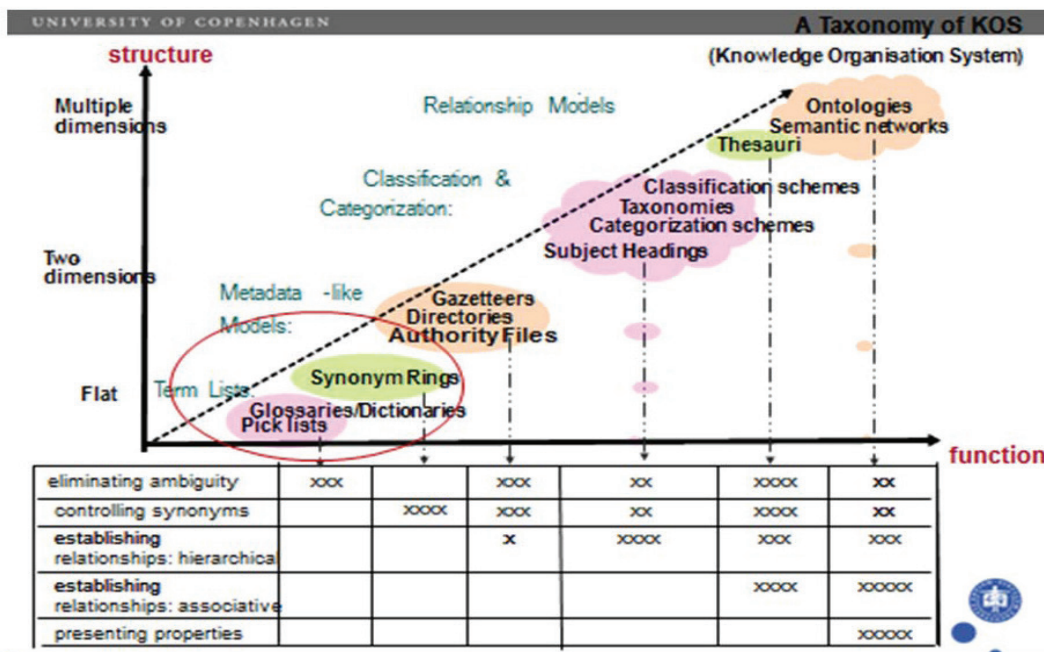 UNIVERSITY OF COPENHAGEN
A Taxonomy of KOS
(Knowledge Organisation System)
structure
Multiple
dimensions
Relationship Models
Ontologies
Semantic networks
Thesauri
Classification &
Categorization:
Classification schemes
Taxonomies
Categorization schemes
Subject Headings
Two
dimensions
Metadata -like
Models:
Gazetteers
Directories
Authority Files
Flat
Term Lists:
Synonym Rings
Glossaries/Dictionaries
Pick lists
function
eliminating ambiguity xxx xxx xx xxxx xx
controlling synonyms xxxx xxx xx xxxx xx
establishing
relationships: hierarchical x xxxx xxx xxx
establishing
relationships: associative xxxx xxxxx
presenting properties xxxxx